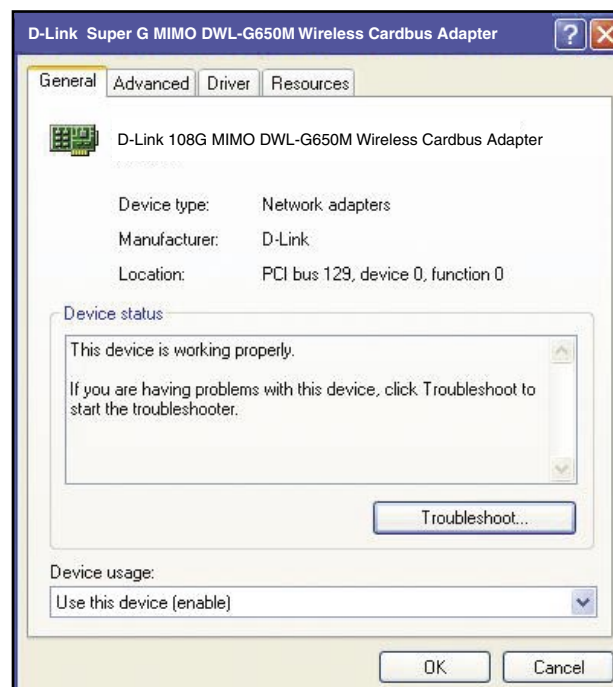 D-Link Super G MIMO DWL-G650M Wireless Cardbus Adapter
General Advanced Driver Resources
D-Link 108G MIMO DWL-G650M Wireless Cardbus Adapter
Device type: Network adapters
Manufacturer: D-Link
Location: PCI bus 129, device 0, function 0
Device status
This device is working properly.
If you are having problems with this device, click Troubleshoot to
start the troubleshooter.
Troubleshoot...
Device usage:
Use this device (enable)
OK Cancel